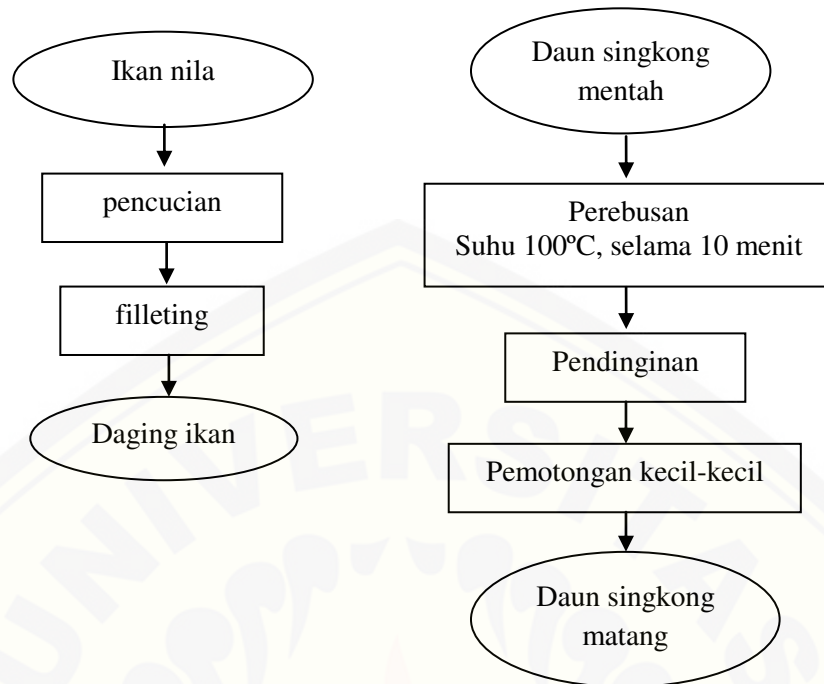 Ikan nila
pencucian
filleting
Daging ikan
Daun singkong
mentah
Perebusan
Suhu 100ºC, selama 10 menit
Pendinginan
Pemotongan kecil-kecil
Daun singkong
matang
UNIVERSITAS